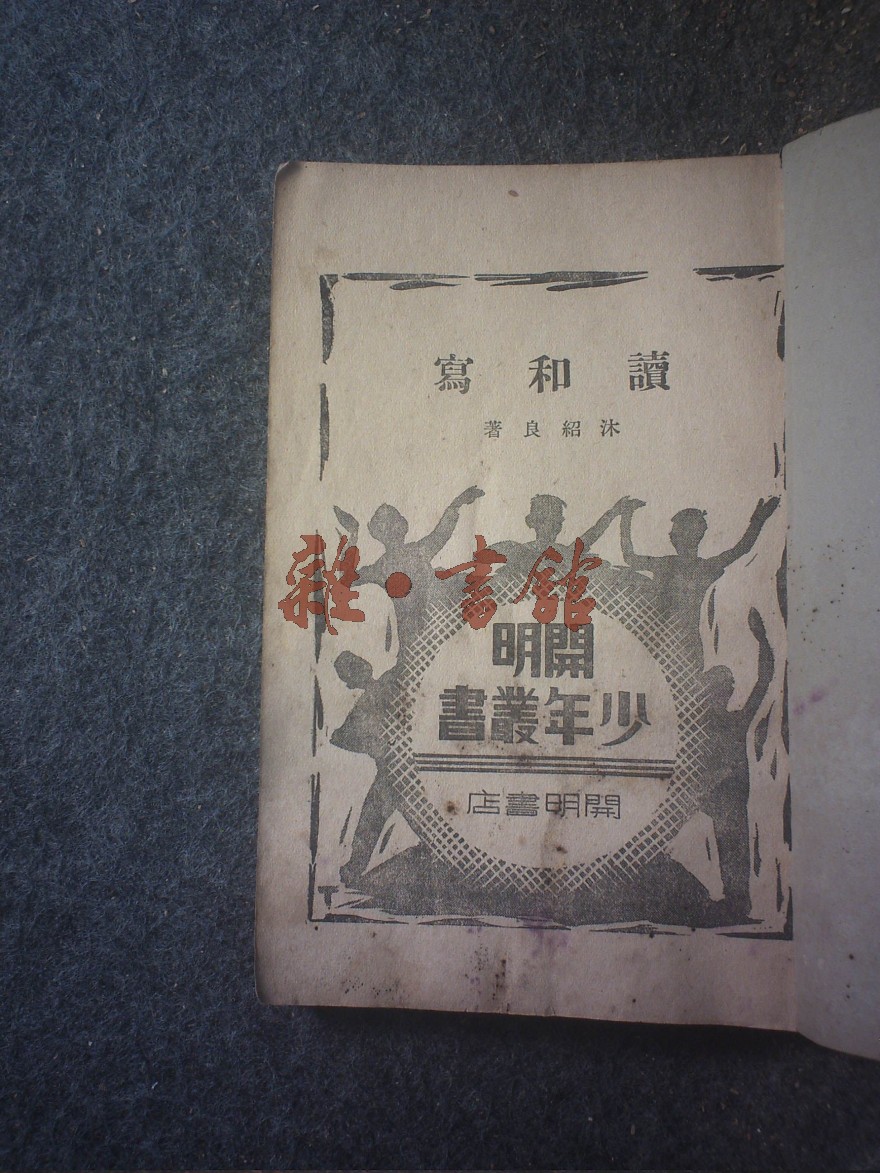 讀和寫
沐紹良著
雜·書館
開明
少年叢書
開明書店